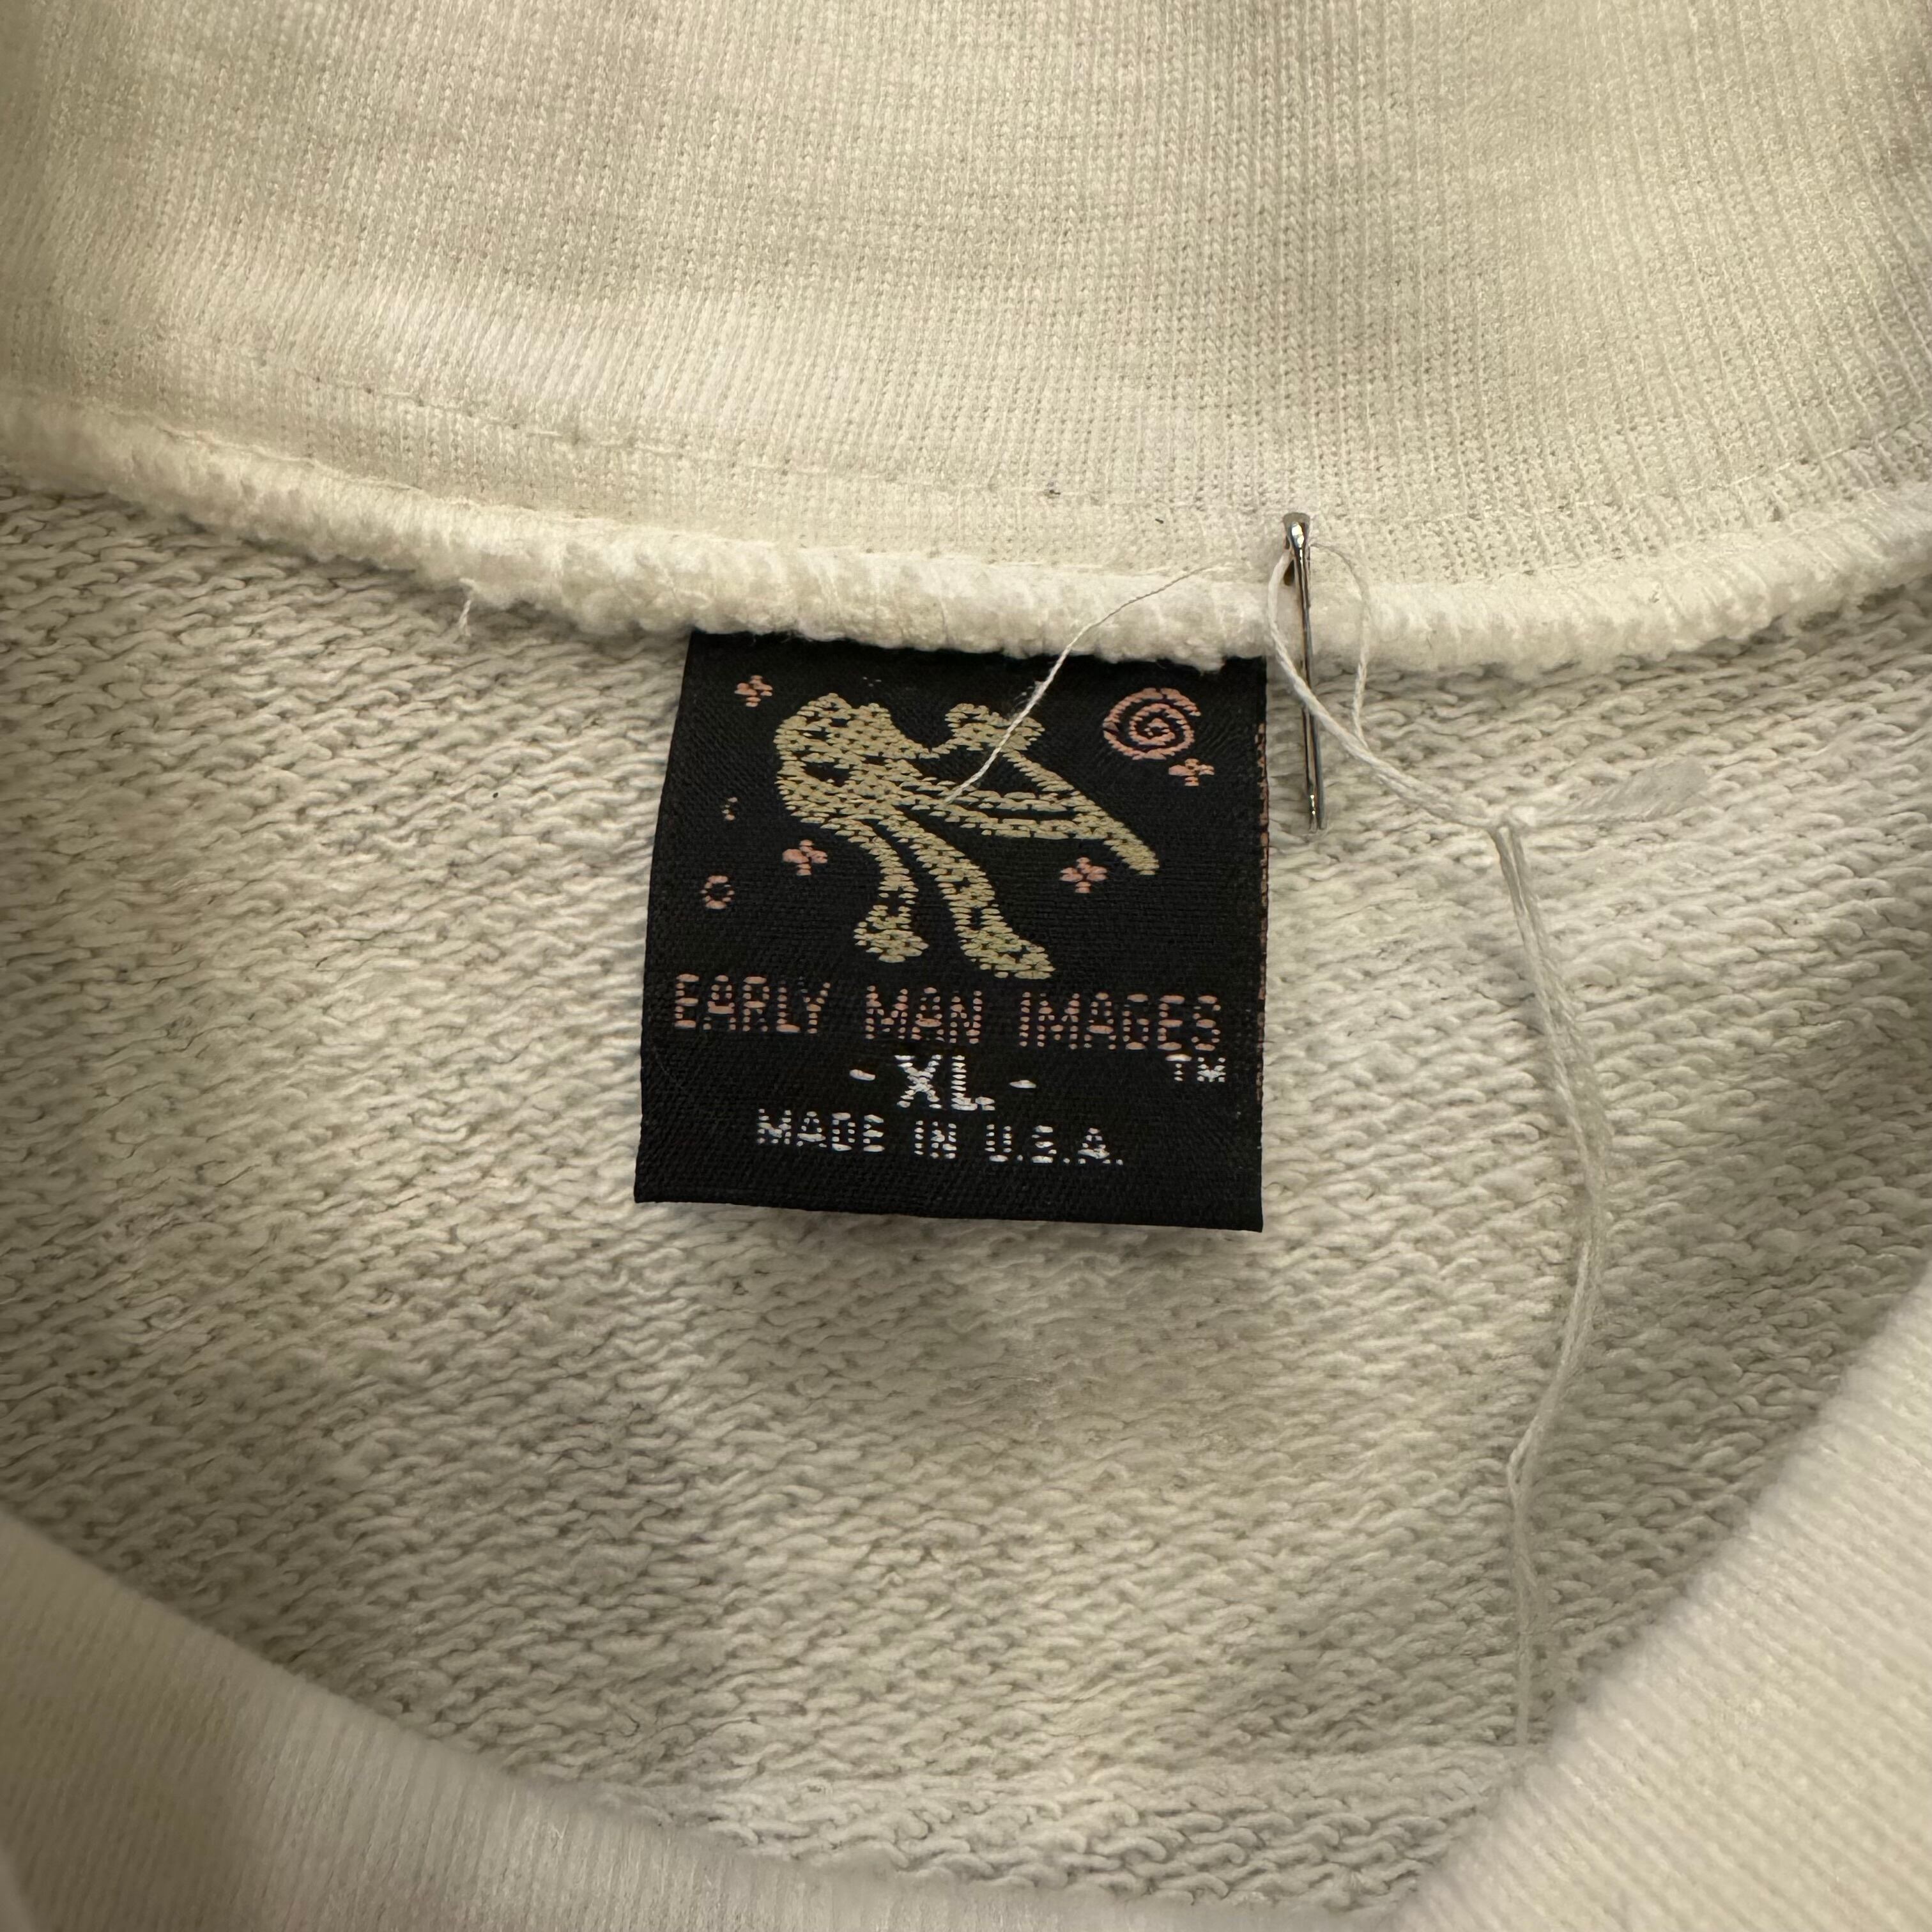 EARLY MAN IMAGES
TM
- XL -
MADE IN U.S.A.